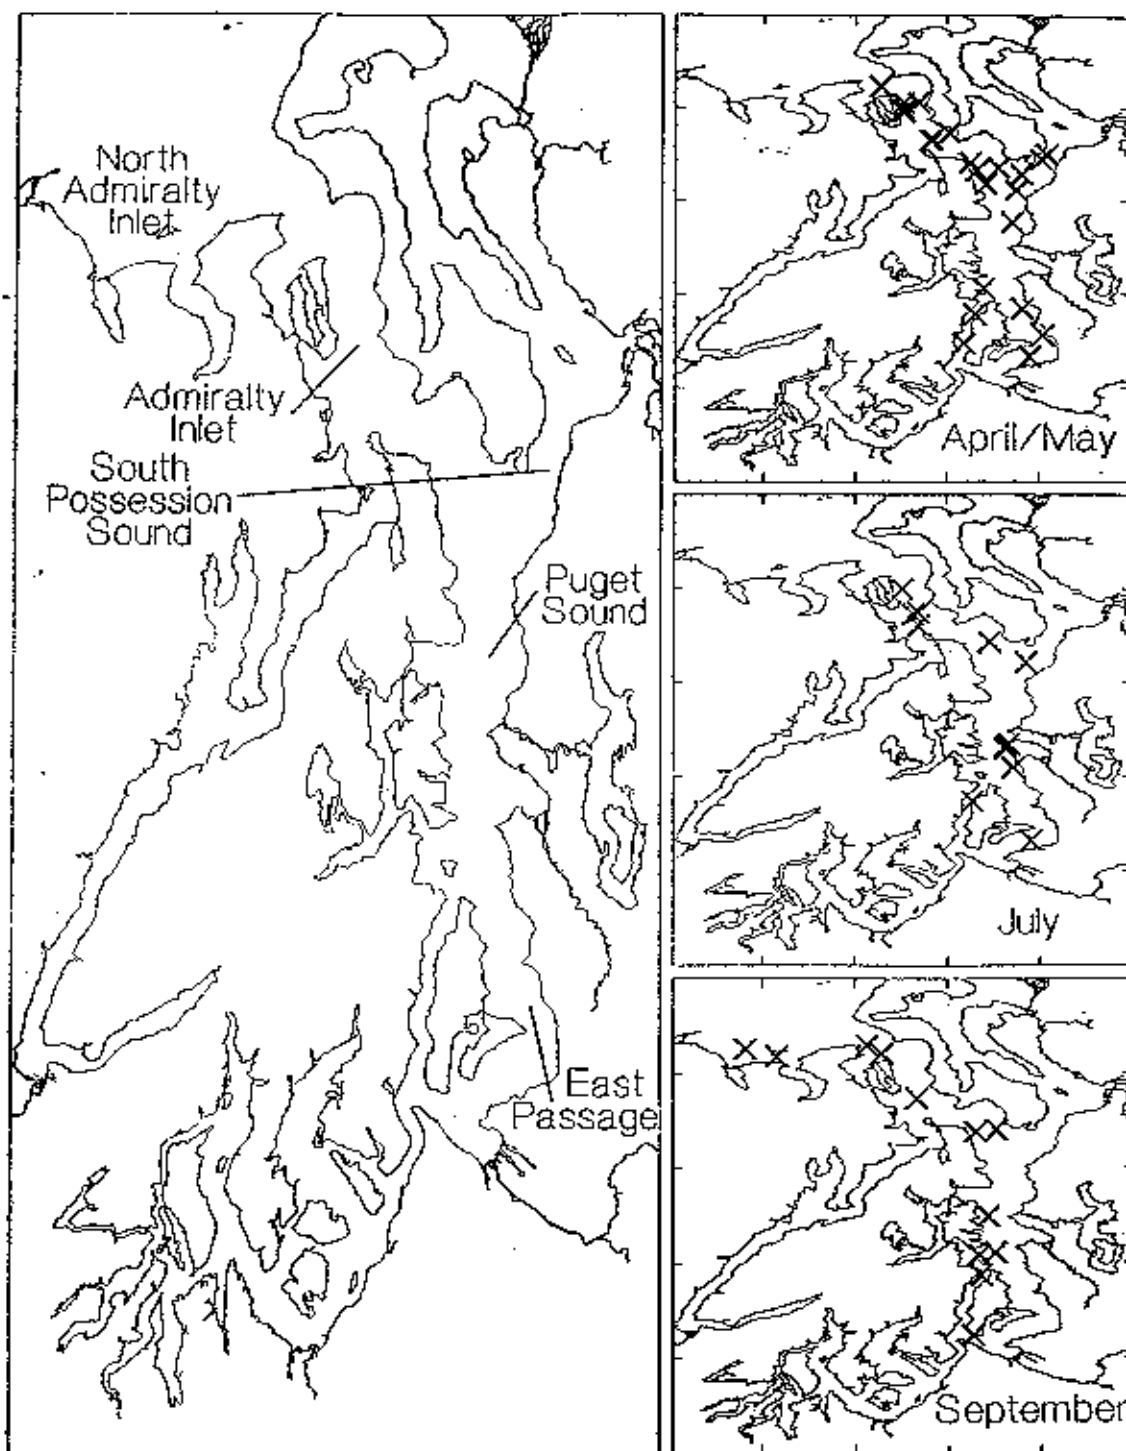 North
Admiralty
Inlet
Admiralty
Inlet
South
Possession
Sound
Puget
Sound
East
Passage
April/May
July
September